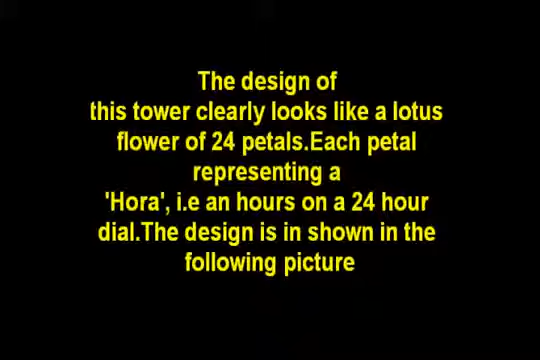 The design of
this tower clearly looks like a lotus
flower of 24 petals.Each petal
representing a
'Hora', i.e an hours on a 24 hour
dial.The design is in shown in the
following picture